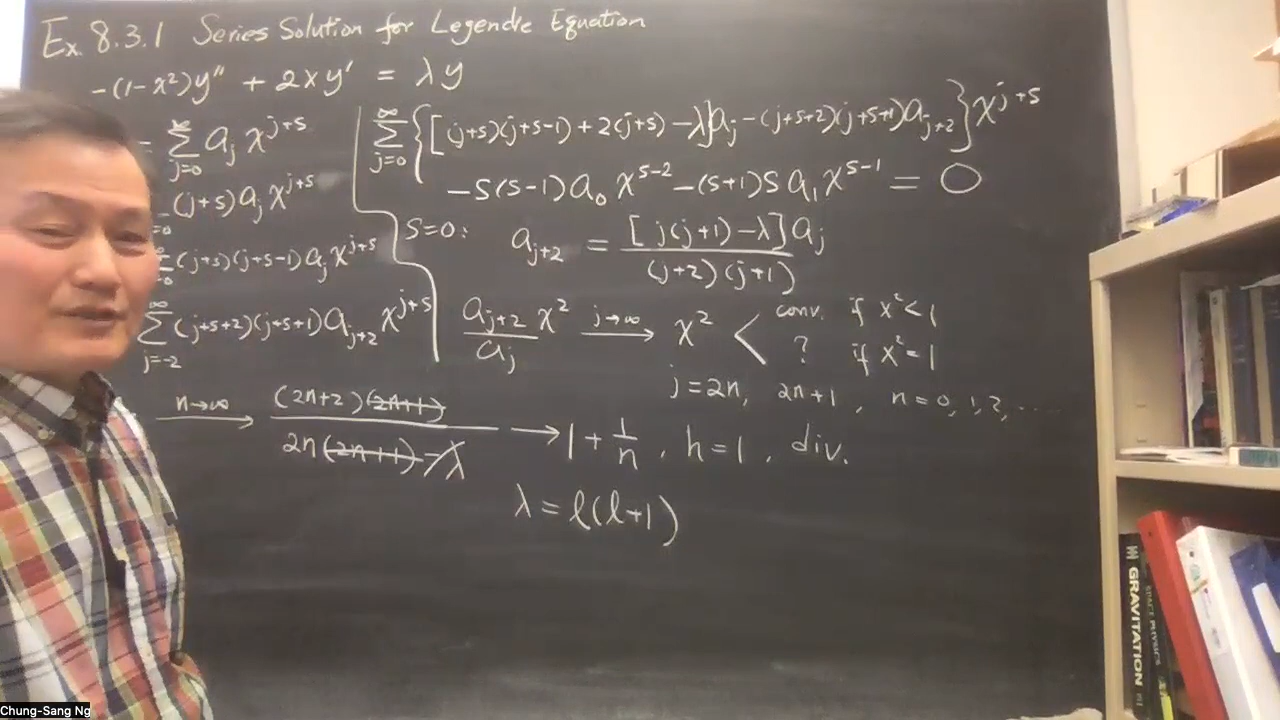 Ex. 8.3.1 Series Solution for Legendre Equation
-(1-x²)y'' + 2xy' = λy
= ∑_{j=0}^{∞} a_j x^{j+s}
(j+s)a_j x^{j+s}
(j+s)(j+s-1)a_j x^{j+s}
∑_{j=-2}^{∞} (j+s+2)(j+s+1)a_{j+2} x^{j+s}
∑_{j=0}^{∞} {[(j+s)(j+s-1)+2(j+s)-λ]a_j-(j+s+2)(j+s+1)a_{j+2}}x^{j+s}
-s(s-1)a_0 x^{s-2}-(s+1)s a_1 x^{s-1} = 0
s=0: a_{j+2} = [j(j+1)-λ]a_j / (j+2)(j+1)
a_{j+2}/a_j x² j→∞ → x² < conv. if x²<1
? if x²=1
j=2n, 2n+1, n=0,1,2,...
n→∞ → (2n+2)(2n+1) / 2n(2n+1)-λ → 1+1/n, h=1, div.
λ=ℓ(ℓ+1)
GRAVITATION
SPACE PHYSICS
Chung-Sang Ng